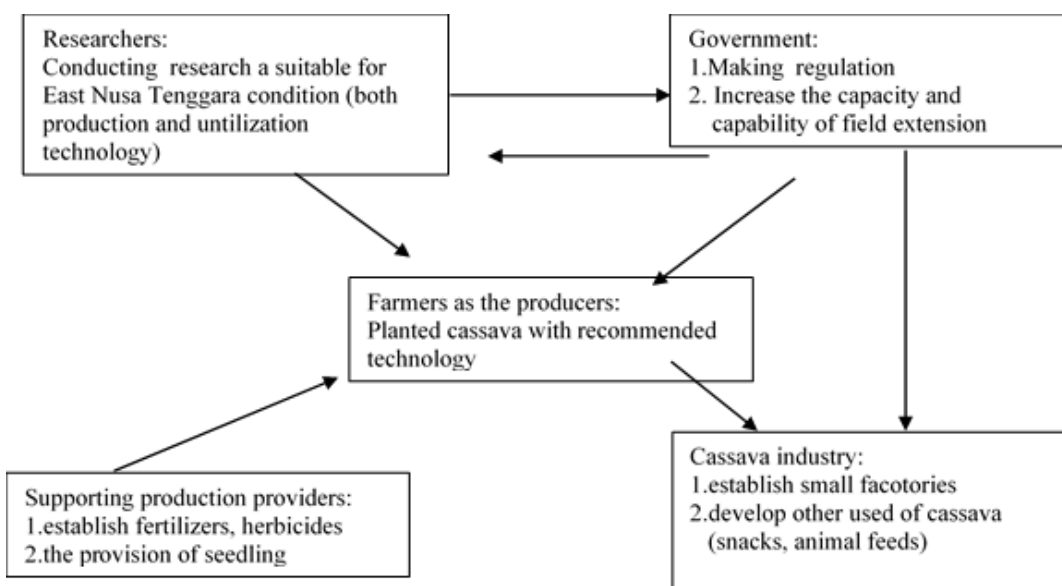 Researchers:
Conducting research a suitable for
East Nusa Tenggara condition (both
production and untilization
technology)
Government:
1.Making regulation
2. Increase the capacity and
capability of field extension
Farmers as the producers:
Planted cassava with recommended
technology
Supporting production providers:
1.establish fertilizers, herbicides
2.the provision of seedling
Cassava industry:
1.establish small facotories
2.develop other used of cassava
(snacks, animal feeds)